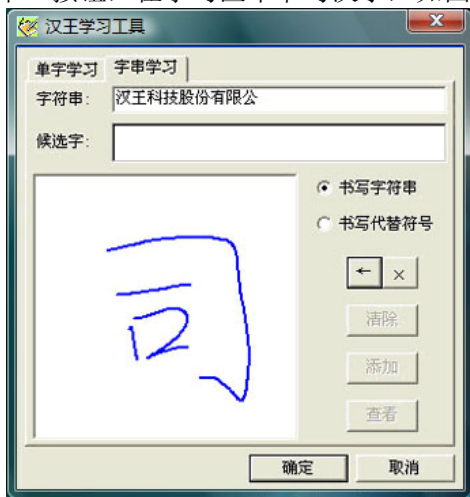 汉王学习工具
单字学习 字串学习
字符串: 汉王科技股份有限公
候选字:
书写字符串
司
书写代替符号
← ×
清除
添加
查看
确定 取消